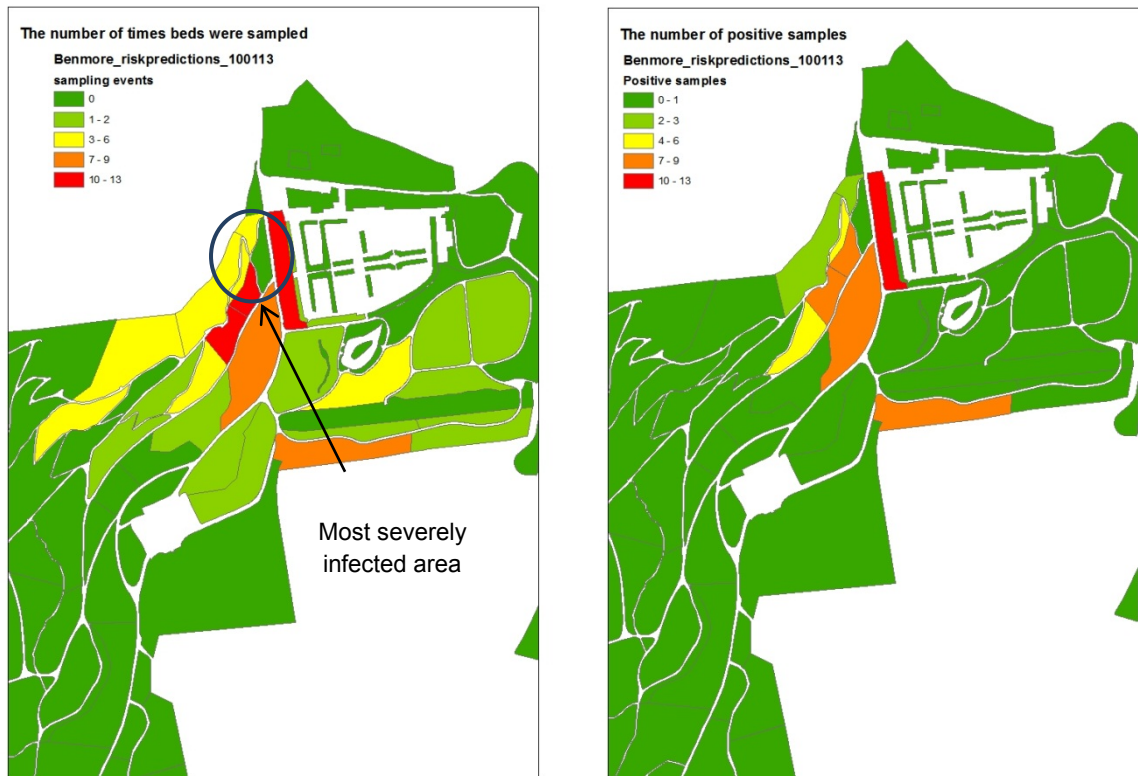 The number of times beds were sampled
Benmore_riskpredictions_100113
sampling events
0
1 - 2
3 - 6
7 - 9
10 - 13
Most severely
infected area
The number of positive samples
Benmore_riskpredictions_100113
Positive samples
0 - 1
2 - 3
4 - 6
7 - 9
10 - 13